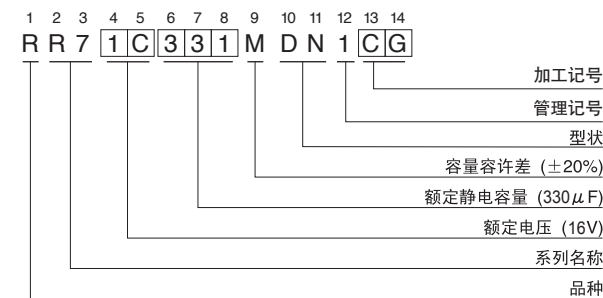 1 2 3 4 5 6 7 8 9 10 11 12 13 14
R R 7 1 C 3 3 1 M D N 1 C G
加工记号
管理记号
型状
容量容许差 (±20%)
额定静电容量 (330μF)
额定电压 (16V)
系列名称
品种